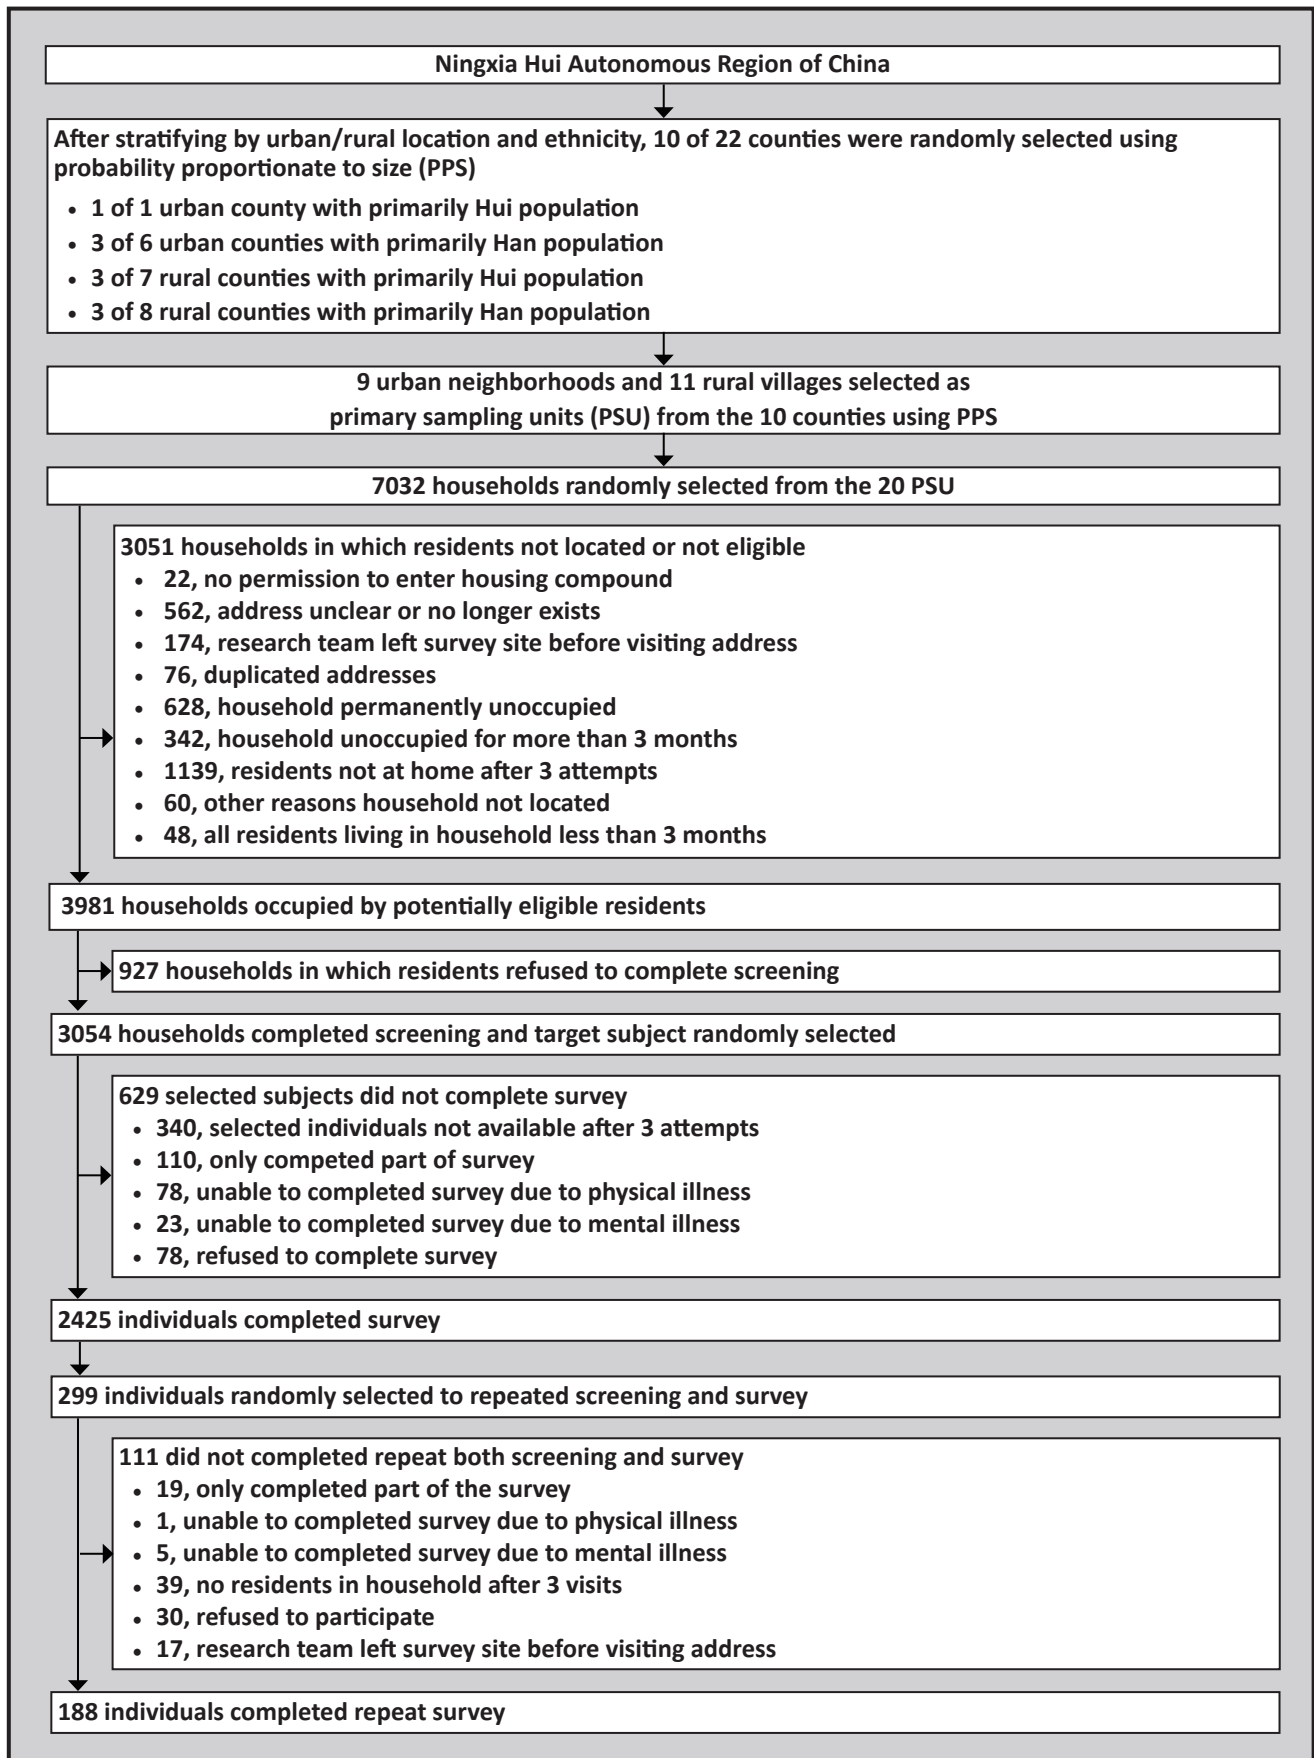 Ningxia Hui Autonomous Region of China
After stratifying by urban/rural location and ethnicity, 10 of 22 counties were randomly selected using
probability proportionate to size (PPS)
• 1 of 1 urban county with primarily Hui population
• 3 of 6 urban counties with primarily Han population
• 3 of 7 rural counties with primarily Hui population
• 3 of 8 rural counties with primarily Han population
9 urban neighborhoods and 11 rural villages selected as
primary sampling units (PSU) from the 10 counties using PPS
7032 households randomly selected from the 20 PSU
3051 households in which residents not located or not eligible
• 22, no permission to enter housing compound
• 562, address unclear or no longer exists
• 174, research team left survey site before visiting address
• 76, duplicated addresses
• 628, household permanently unoccupied
• 342, household unoccupied for more than 3 months
• 1139, residents not at home after 3 attempts
• 60, other reasons household not located
• 48, all residents living in household less than 3 months
3981 households occupied by potentially eligible residents
927 households in which residents refused to complete screening
3054 households completed screening and target subject randomly selected
629 selected subjects did not complete survey
• 340, selected individuals not available after 3 attempts
• 110, only competed part of survey
• 78, unable to completed survey due to physical illness
• 23, unable to completed survey due to mental illness
• 78, refused to complete survey
2425 individuals completed survey
299 individuals randomly selected to repeated screening and survey
111 did not completed repeat both screening and survey
• 19, only completed part of the survey
• 1, unable to completed survey due to physical illness
• 5, unable to completed survey due to mental illness
• 39, no residents in household after 3 visits
• 30, refused to participate
• 17, research team left survey site before visiting address
188 individuals completed repeat survey